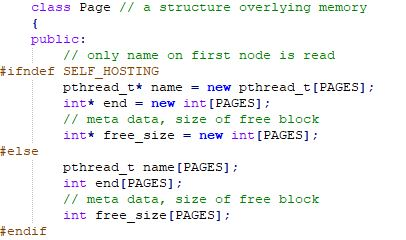 class Page // a structure overlying memory
{
public:
// only name on first node is read
#ifndef SELF_HOSTING
pthread_t* name = new pthread_t[PAGES];
int* end = new int[PAGES];
// meta data, size of free block
int* free_size = new int[PAGES];
#else
pthread_t name[PAGES];
int end[PAGES];
// meta data, size of free block
int free_size[PAGES];
#endif